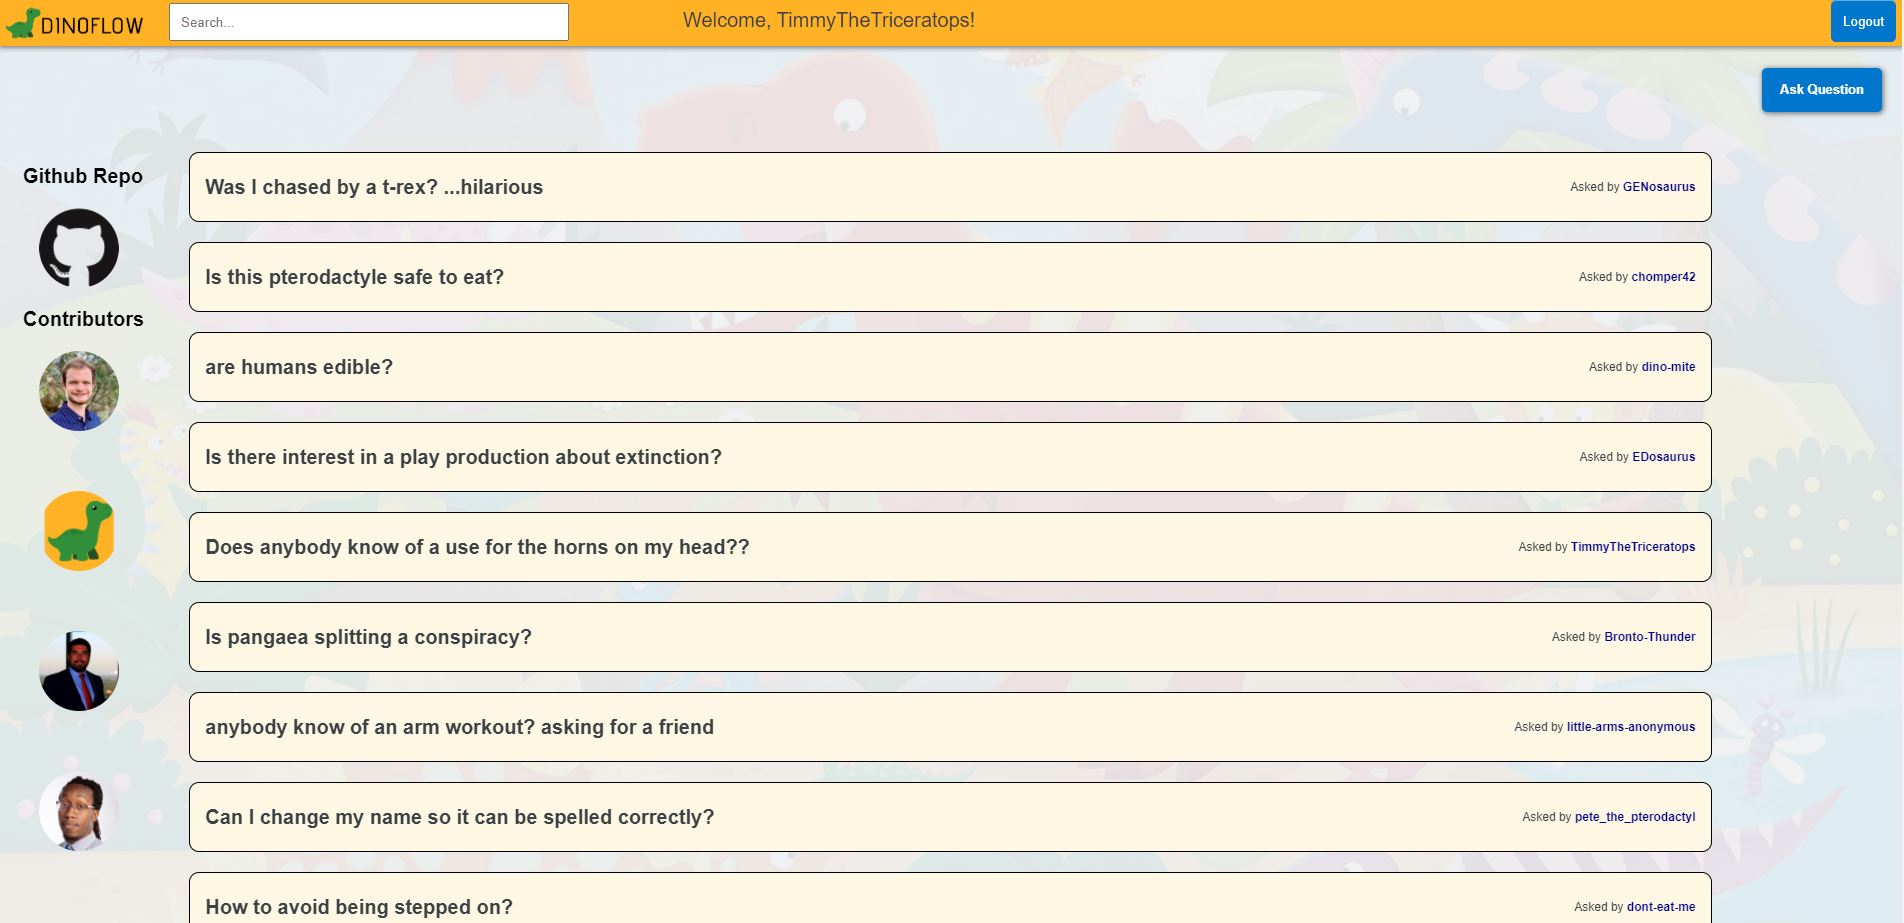 DINOFLOW
Search...
Welcome, TimmyTheTriceratops!
Logout
Ask Question
Github Repo
Contributors
Was I chased by a t-rex? ...hilarious
Asked by GENosaurus
Is this pterodactyle safe to eat?
Asked by chomper42
are humans edible?
Asked by dino-mite
Is there interest in a play production about extinction?
Asked by EDosaurus
Does anybody know of a use for the horns on my head??
Asked by TimmyTheTriceratops
Is pangaea splitting a conspiracy?
Asked by Bronto-Thunder
anybody know of an arm workout? asking for a friend
Asked by little-arms-anonymous
Can I change my name so it can be spelled correctly?
Asked by pete_the_pterodactyl
How to avoid being stepped on?
Asked by dont-eat-me